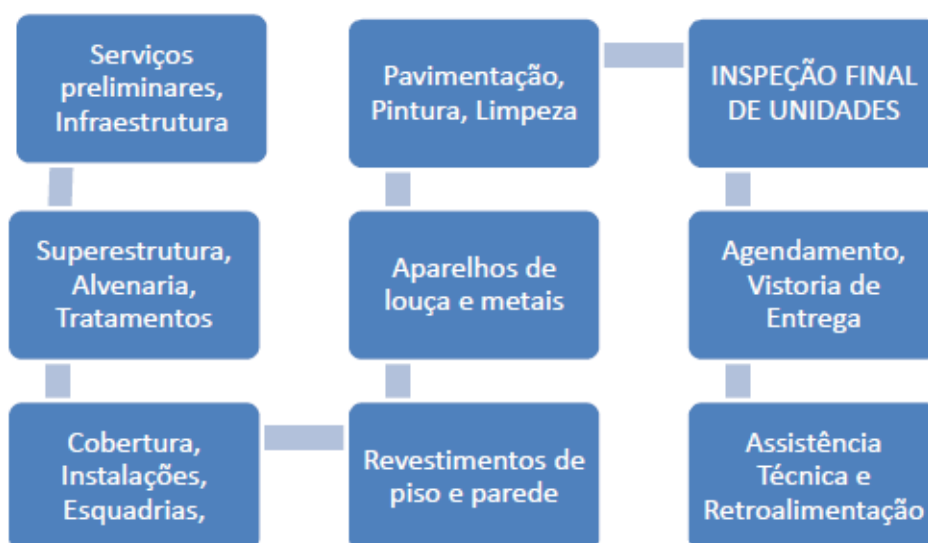 Serviços
preliminares,
Infraestrutura
Superestrutura,
Alvenaria,
Tratamentos
Cobertura,
Instalações,
Esquadrias,
Revestimentos de
piso e parede
Aparelhos de
louça e metais
Pavimentação,
Pintura, Limpeza
INSPEÇÃO FINAL
DE UNIDADES
Agendamento,
Vistoria de
Entrega
Assistência
Técnica e
Retroalimentação